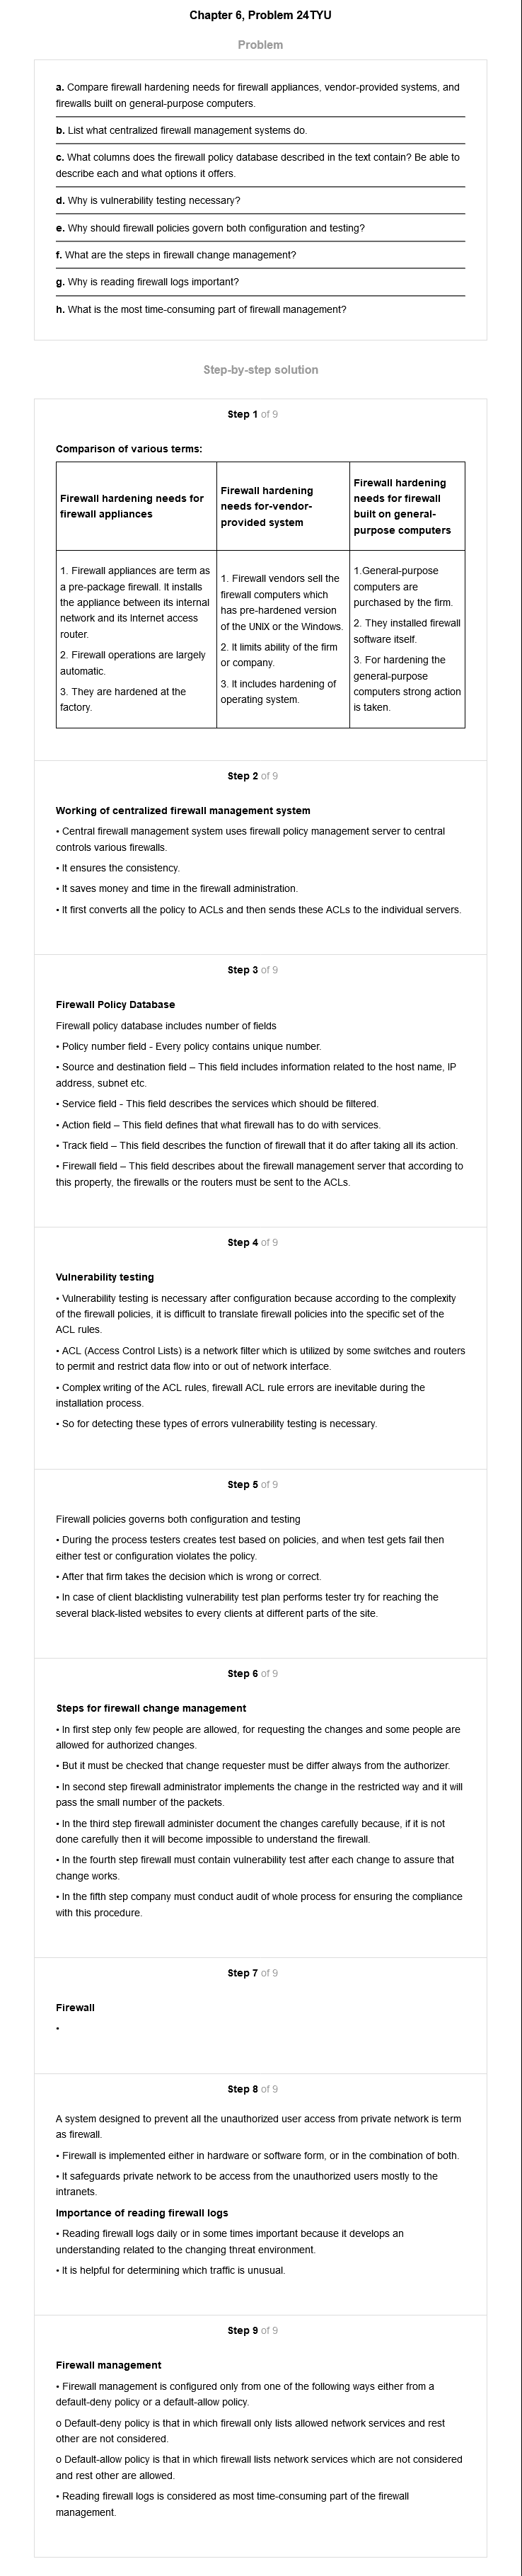 Chapter 6, Problem 24TYU
Problem
a. Compare firewall hardening needs for firewall appliances, vendor-provided systems, and
firewalls built on general-purpose computers.
b. List what centralized firewall management systems do.
c. What columns does the firewall policy database described in the text contain? Be able to
describe each and what options it offers.
d. Why is vulnerability testing necessary?
e. Why should firewall policies govern both configuration and testing?
f. What are the steps in firewall change management?
g. Why is reading firewall logs important?
h. What is the most time-consuming part of firewall management?
Step-by-step solution
Step 1 of 9
Comparison of various terms:
Firewall hardening needs for
firewall appliances
Firewall hardening
needs for-vendor-
provided system
Firewall hardening
needs for firewall
built on general-
purpose computers
1. Firewall appliances are term as
a pre-package firewall. It installs
the appliance between its internal
network and its Internet access
router.
2. Firewall operations are largely
automatic.
3. They are hardened at the
factory.
1. Firewall vendors sell the
firewall computers which
has pre-hardened version
of the UNIX or the Windows.
2. It limits ability of the firm
or company.
3. It includes hardening of
operating system.
1.General-purpose
computers are
purchased by the firm.
2. They installed firewall
software itself.
3. For hardening the
general-purpose
computers strong action
is taken.
Step 2 of 9
Working of centralized firewall management system
• Central firewall management system uses firewall policy management server to central
controls various firewalls.
• It ensures the consistency.
• It saves money and time in the firewall administration.
• It first converts all the policy to ACLs and then sends these ACLs to the individual servers.
Step 3 of 9
Firewall Policy Database
Firewall policy database includes number of fields
• Policy number field - Every policy contains unique number.
• Source and destination field – This field includes information related to the host name, IP
address, subnet etc.
• Service field - This field describes the services which should be filtered.
• Action field – This field defines that what firewall has to do with services.
• Track field – This field describes the function of firewall that it do after taking all its action.
• Firewall field – This field describes about the firewall management server that according to
this property, the firewalls or the routers must be sent to the ACLs.
Step 4 of 9
Vulnerability testing
• Vulnerability testing is necessary after configuration because according to the complexity
of the firewall policies, it is difficult to translate firewall policies into the specific set of the
ACL rules.
• ACL (Access Control Lists) is a network filter which is utilized by some switches and routers
to permit and restrict data flow into or out of network interface.
• Complex writing of the ACL rules, firewall ACL rule errors are inevitable during the
installation process.
• So for detecting these types of errors vulnerability testing is necessary.
Step 5 of 9
Firewall policies governs both configuration and testing
• During the process testers creates test based on policies, and when test gets fail then
either test or configuration violates the policy.
• After that firm takes the decision which is wrong or correct.
• In case of client blacklisting vulnerability test plan performs tester try for reaching the
several black-listed websites to every clients at different parts of the site.
Step 6 of 9
Steps for firewall change management
• In first step only few people are allowed, for requesting the changes and some people are
allowed for authorized changes.
• But it must be checked that change requester must be differ always from the authorizer.
• In second step firewall administrator implements the change in the restricted way and it will
pass the small number of the packets.
• In the third step firewall administer document the changes carefully because, if it is not
done carefully then it will become impossible to understand the firewall.
• In the fourth step firewall must contain vulnerability test after each change to assure that
change works.
• In the fifth step company must conduct audit of whole process for ensuring the compliance
with this procedure.
Step 7 of 9
Firewall
•
Step 8 of 9
A system designed to prevent all the unauthorized user access from private network is term
as firewall.
• Firewall is implemented either in hardware or software form, or in the combination of both.
• It safeguards private network to be access from the unauthorized users mostly to the
intranets.
Importance of reading firewall logs
• Reading firewall logs daily or in some times important because it develops an
understanding related to the changing threat environment.
• It is helpful for determining which traffic is unusual.
Step 9 of 9
Firewall management
• Firewall management is configured only from one of the following ways either from a
default-deny policy or a default-allow policy.
o Default-deny policy is that in which firewall only lists allowed network services and rest
other are not considered.
o Default-allow policy is that in which firewall lists network services which are not considered
and rest other are allowed.
• Reading firewall logs is considered as most time-consuming part of the firewall
management.